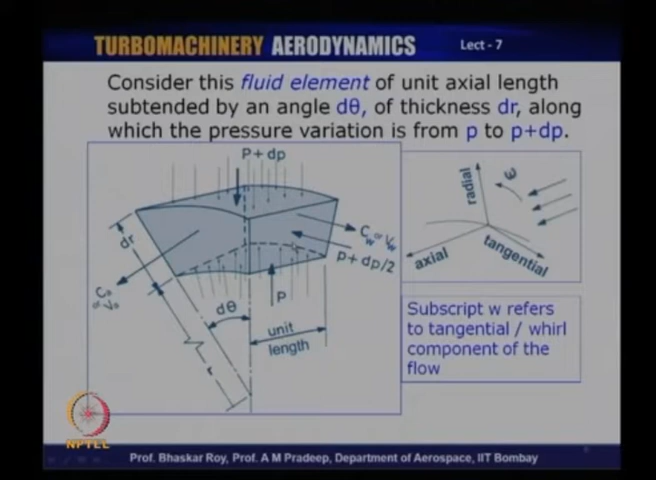 TURBOMACHINERY AERODYNAMICS
Lect - 7
Consider this fluid element of unit axial length
subtended by an angle dθ, of thickness dr, along
which the pressure variation is from p to p+dp.
P+dp
dr
C_w or V_w
p+dp/2
dθ
P
unit
length
r
radial
ω
axial
tangential
Subscript w refers
to tangential / whirl
component of the
flow
NPTEL
Prof. Bhaskar Roy, Prof. A M Pradeep, Department of Aerospace, IIT Bombay